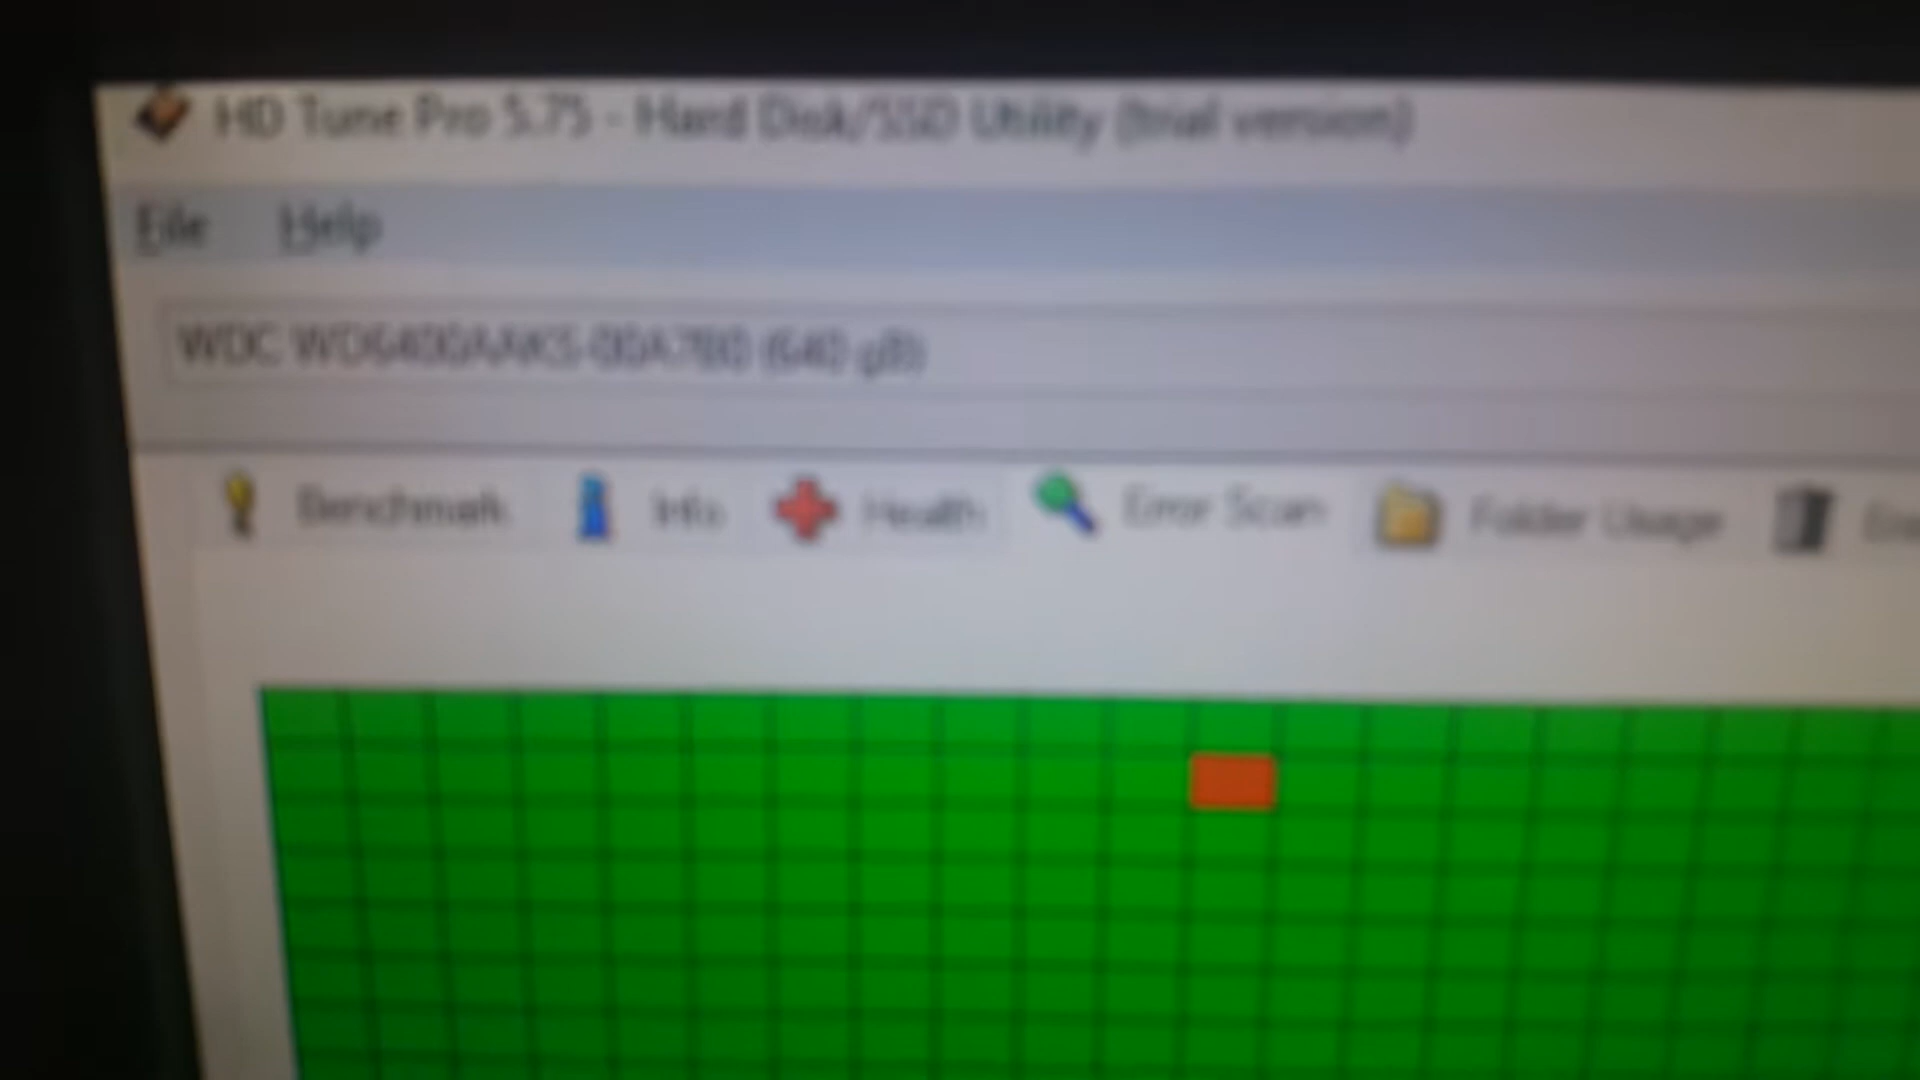 HD Tune Pro 5.75 - Hard Disk/SSD Utility (trial version)
File Help
WDC WD6400AAKS-00A7B0 (640 gB)
Benchmark Info Health Error Scan Folder Usage